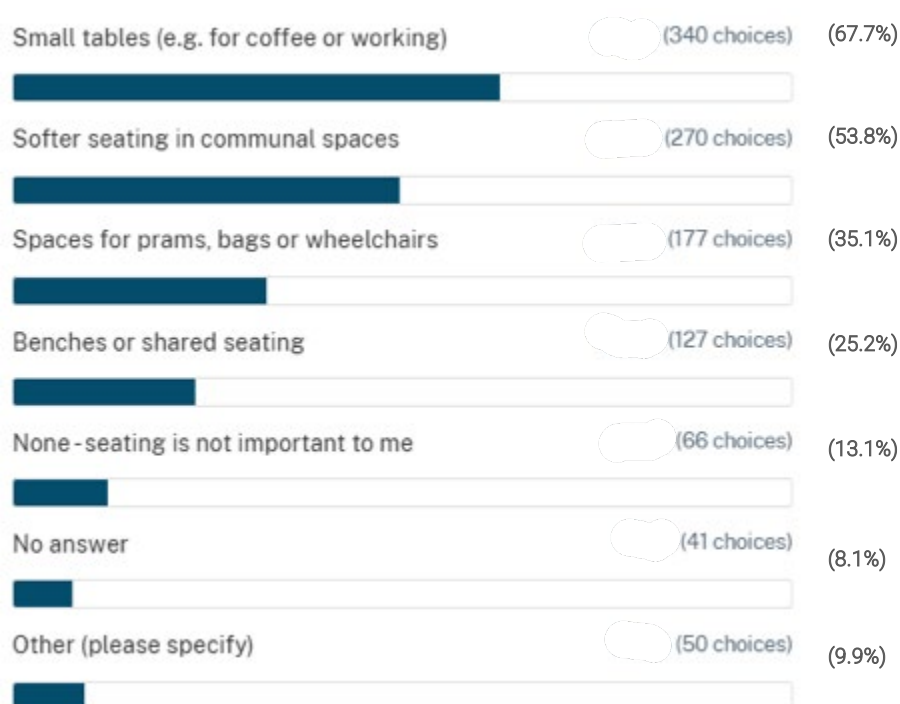 Small tables (e.g. for coffee or working) (340 choices) (67.7%)
Softer seating in communal spaces (270 choices) (53.8%)
Spaces for prams, bags or wheelchairs (177 choices) (35.1%)
Benches or shared seating (127 choices) (25.2%)
None - seating is not important to me (66 choices) (13.1%)
No answer (41 choices) (8.1%)
Other (please specify) (50 choices) (9.9%)